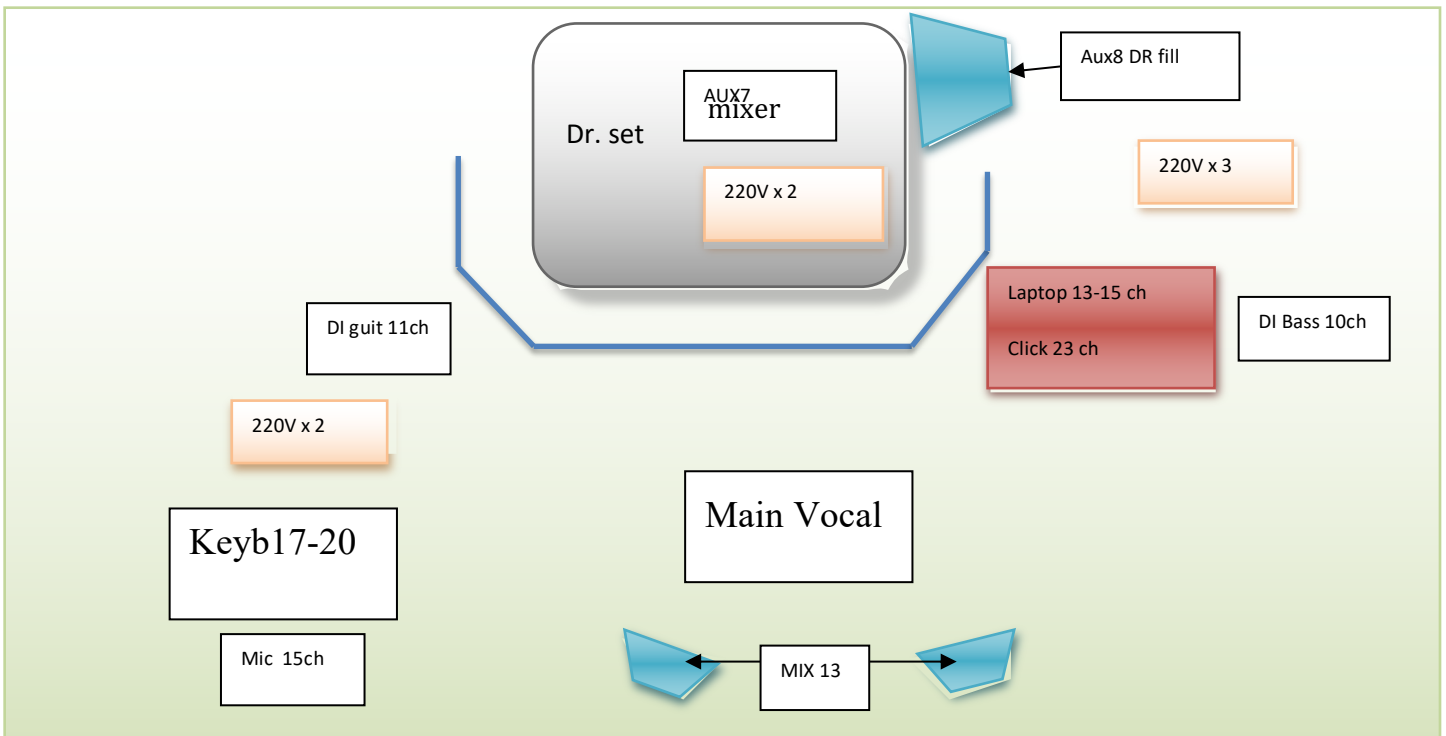 Aux8 DR fill
AUX7
mixer
Dr. set
220V x 2
220V x 3
Laptop 13-15 ch
Click 23 ch
DI Bass 10ch
DI guit 11ch
220V x 2
Main Vocal
Keyb17-20
Mic 15ch
MIX 13